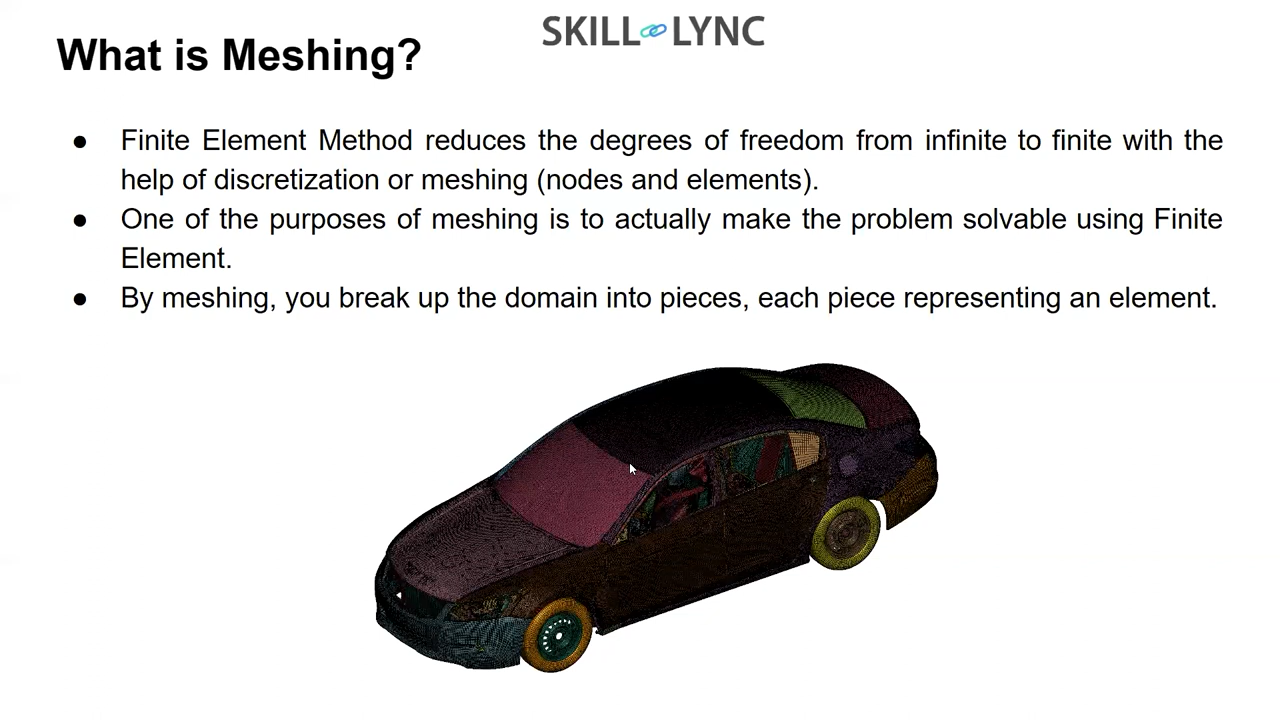 SKILL LYNC
What is Meshing?
● Finite Element Method reduces the degrees of freedom from infinite to finite with the
help of discretization or meshing (nodes and elements).
● One of the purposes of meshing is to actually make the problem solvable using Finite
Element.
● By meshing, you break up the domain into pieces, each piece representing an element.